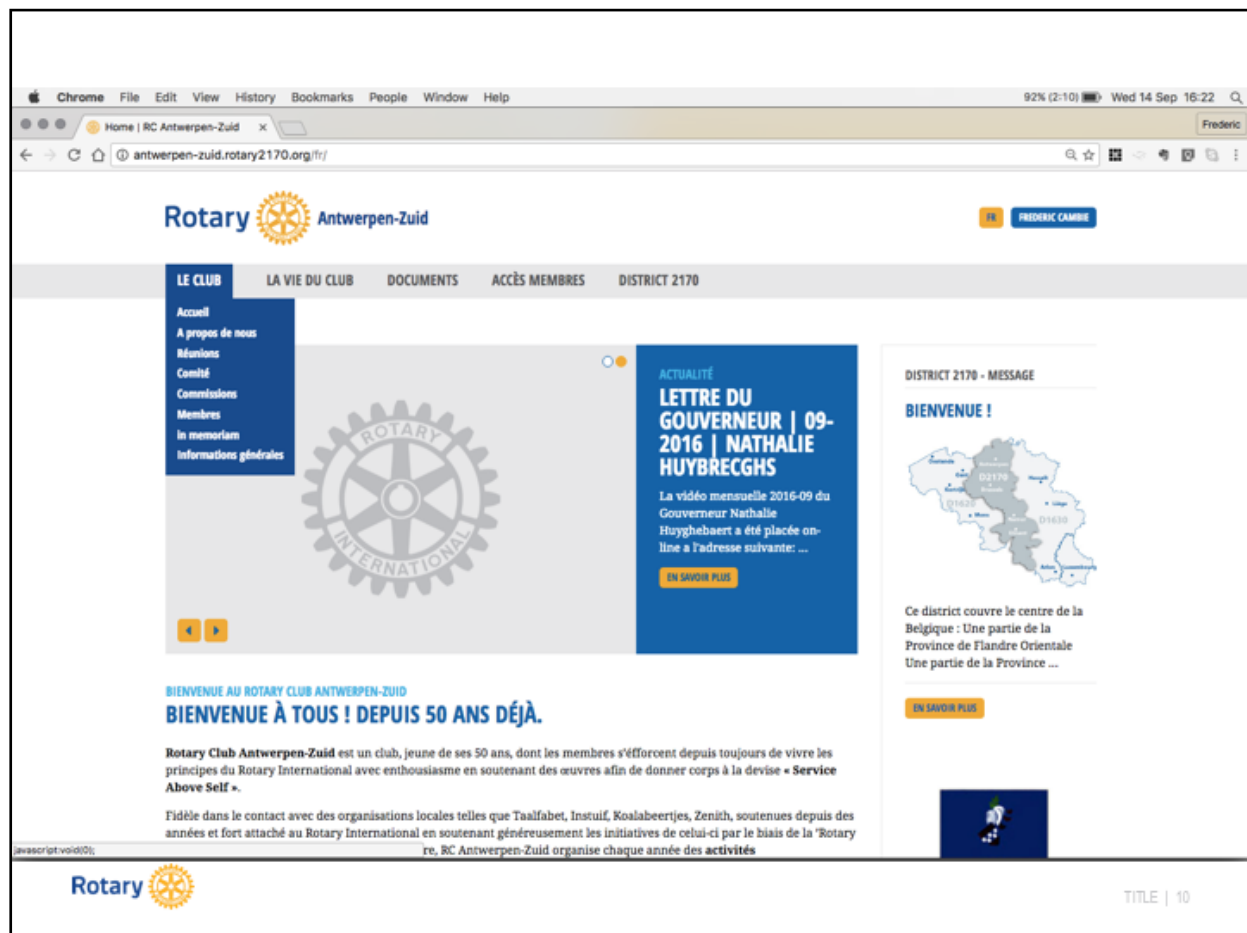 Chrome File Edit View History Bookmarks People Window Help 92% (2:10) Wed 14 Sep 16:22
Home | RC Antwerpen-Zuid x Frederic
antwerpen-zuid.rotary2170.org/fr/
Rotary Antwerpen-Zuid FR FREDERIC CAMBIE
LE CLUB LA VIE DU CLUB DOCUMENTS ACCÈS MEMBRES DISTRICT 2170
Accueil
A propos de nous
Réunions
Comité
Commissions
Membres
In memoriam
Informations générales
ROTARY
INTERNATIONAL
ACTUALITÉ
LETTRE DU
GOUVERNEUR | 09-
2016 | NATHALIE
HUYBRECGHS
La vidéo mensuelle 2016-09 du
Gouverneur Nathalie
Huyghebaert a été placée on-
line a l'adresse suivante: ...
EN SAVOIR PLUS
DISTRICT 2170 - MESSAGE
BIENVENUE !
D2170
D1620
D1630
Hasselt
Liège
Mons
Arlon
Ce district couvre le centre de la
Belgique : Une partie de la
Province de Flandre Orientale
Une partie de la Province ...
EN SAVOIR PLUS
BIENVENUE AU ROTARY CLUB ANTWERPEN-ZUID
BIENVENUE À TOUS ! DEPUIS 50 ANS DÉJÀ.
Rotary Club Antwerpen-Zuid est un club, jeune de ses 50 ans, dont les membres s'éfforcent depuis toujours de vivre les
principes du Rotary International avec enthousiasme en soutenant des œuvres afin de donner corps à la devise « Service
Above Self ».
Fidèle dans le contact avec des organisations locales telles que Taalfabet, Instuif, Koalabeertjes, Zenith, soutenues depuis des
années et fort attaché au Rotary International en soutenant généreusement les initiatives de celui-ci par le biais de la "Rotary
re, RC Antwerpen-Zuid organise chaque année des activités
javascript:void(0);
Rotary
TITLE | 10